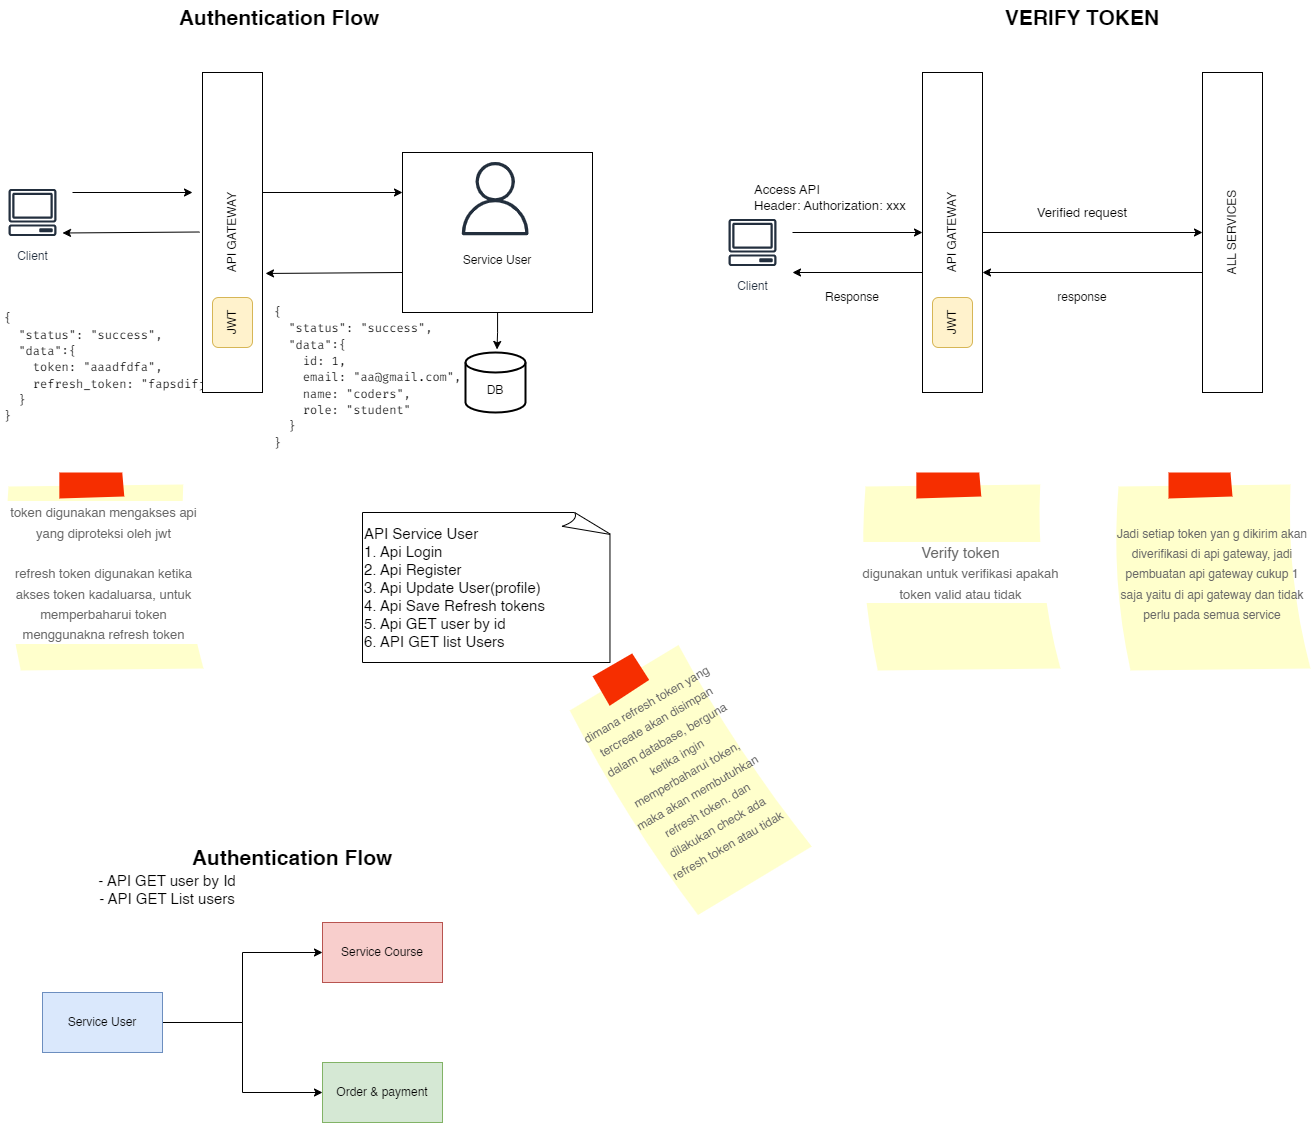 Authentication Flow
VERIFY TOKEN
API GATEWAY
JWT
Client
Service User
DB
{
"status": "success",
"data":{
token: "aaadfdfa",
refresh_token: "fapsdif
}
}
{
"status": "success",
"data":{
id: 1,
email: "aa@gmail.com",
name: "coders",
role: "student"
}
}
Access API
Header: Authorization: xxx
Client
API GATEWAY
JWT
Verified request
Response
response
ALL SERVICES
token digunakan mengakses api
yang diproteksi oleh jwt
refresh token digunakan ketika
akses token kadaluarsa, untuk
memperbaharui token
menggunakna refresh token
API Service User
1. Api Login
2. Api Register
3. Api Update User(profile)
4. Api Save Refresh tokens
5. Api GET user by id
6. API GET list Users
Verify token
digunakan untuk verifikasi apakah
token valid atau tidak
Jadi setiap token yan g dikirim akan
diverifikasi di api gateway, jadi
pembuatan api gateway cukup 1
saja yaitu di api gateway dan tidak
perlu pada semua service
dimana refresh token yang
tercreate akan disimpan
dalam database, berguna
ketika ingin
memperbaharui token,
maka akan membutuhkan
refresh token. dan
dilakukan check ada
refresh token atau tidak
Authentication Flow
- API GET user by Id
- API GET List users
Service User
Service Course
Order & payment